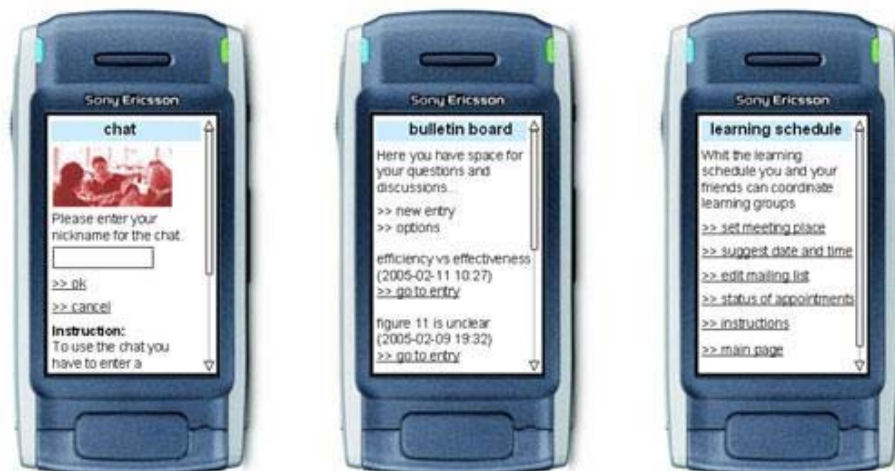 Sony Ericsson
chat
Please enter your
nickname for the chat.
>> ok
>> cancel
Instruction:
To use the chat you
have to enter a
Sony Ericsson
bulletin board
Here you have space for
your questions and
discussions...
>> new entry
>> options
efficiency vs effectiveness
(2005-02-11 10:27)
>> go to entry
figure 11 is unclear
(2005-02-09 19:32)
>> go to entry
Sony Ericsson
learning schedule
Whit the learning
schedule you and your
friends can coordinate
learning groups
>> set meeting place
>> suggest date and time
>> edit mailing list
>> status of appointments
>> instructions
>> main page